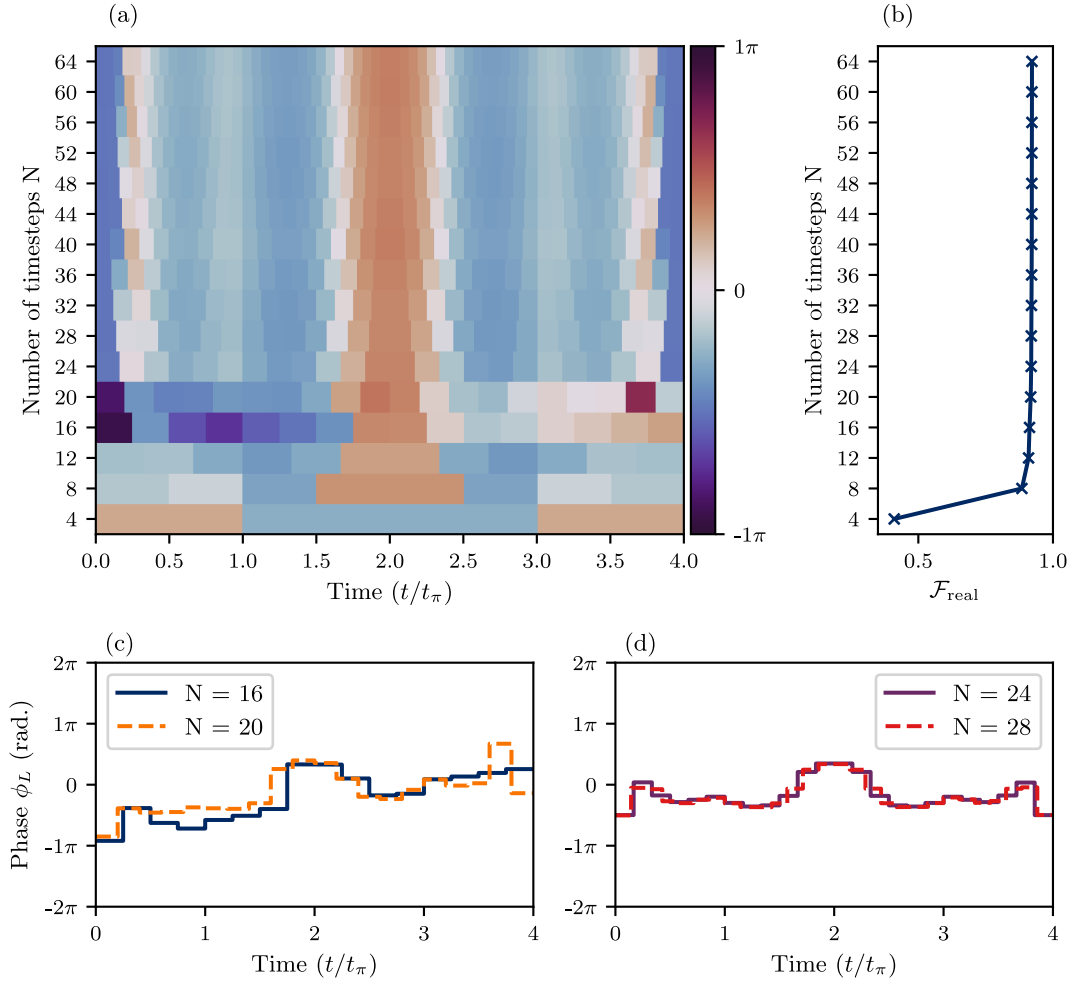 (a)
(b)
Number of timesteps N
64
60
56
52
48
44
40
36
32
28
24
20
16
12
8
4
0.0 0.5 1.0 1.5 2.0 2.5 3.0 3.5 4.0
Time (t/tπ)
1π
0
-1π
Number of timesteps N
64
60
56
52
48
44
40
36
32
28
24
20
16
12
8
4
0.5 1.0
ℱreal
(c)
Phase ϕL (rad.)
2π
1π
0
-1π
-2π
N = 16
N = 20
0 1 2 3 4
Time (t/tπ)
(d)
2π
1π
0
-1π
-2π
N = 24
N = 28
0 1 2 3 4
Time (t/tπ)